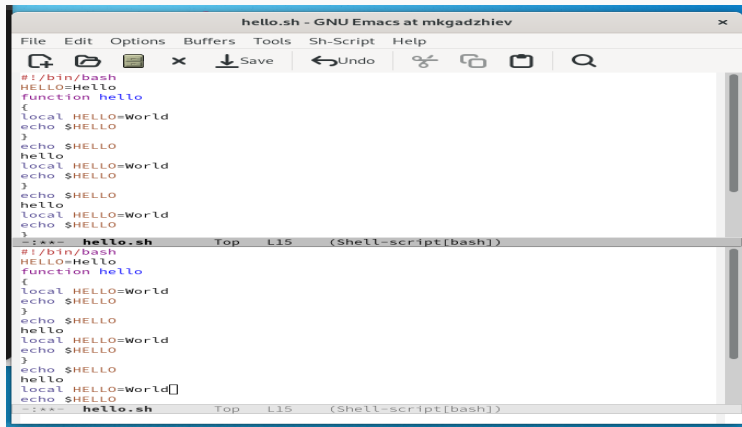 hello.sh - GNU Emacs at mkgadzhiev
File Edit Options Buffers Tools Sh-Script Help
Save Undo
#!/bin/bash
HELLO=Hello
function hello
{
local HELLO=World
echo $HELLO
}
echo $HELLO
hello
local HELLO=World
echo $HELLO
}
echo $HELLO
hello
local HELLO=World
echo $HELLO
}
-:**- hello.sh Top L15 (Shell-script[bash])
#!/bin/bash
HELLO=Hello
function hello
{
local HELLO=World
echo $HELLO
}
echo $HELLO
hello
local HELLO=World
echo $HELLO
}
echo $HELLO
hello
local HELLO=World
echo $HELLO
-:**- hello.sh Top L15 (Shell-script[bash])